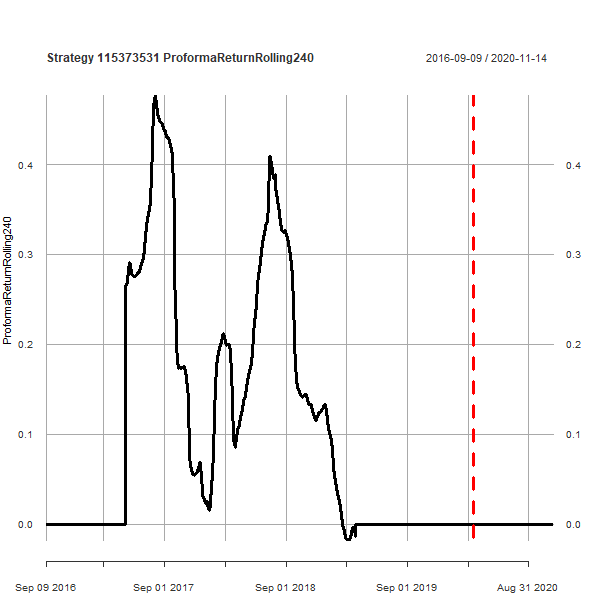 Strategy 115373531 ProformaReturnRolling240
2016-09-09 / 2020-11-14
ProformaReturnRolling240
0.4 0.4
0.3 0.3
0.2 0.2
0.1 0.1
0.0 0.0
Sep 09 2016 Sep 01 2017 Sep 01 2018 Sep 01 2019 Aug 31 2020